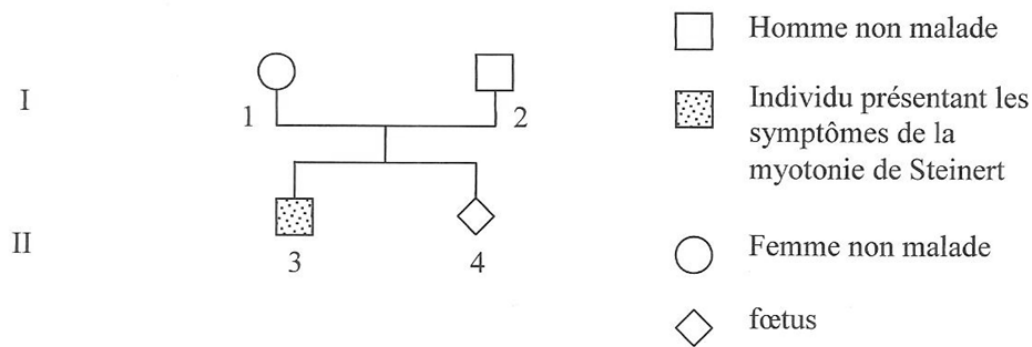 I
1
2
II
3
4
Homme non malade
Individu présentant les
symptômes de la
myotonie de Steinert
Femme non malade
fœtus